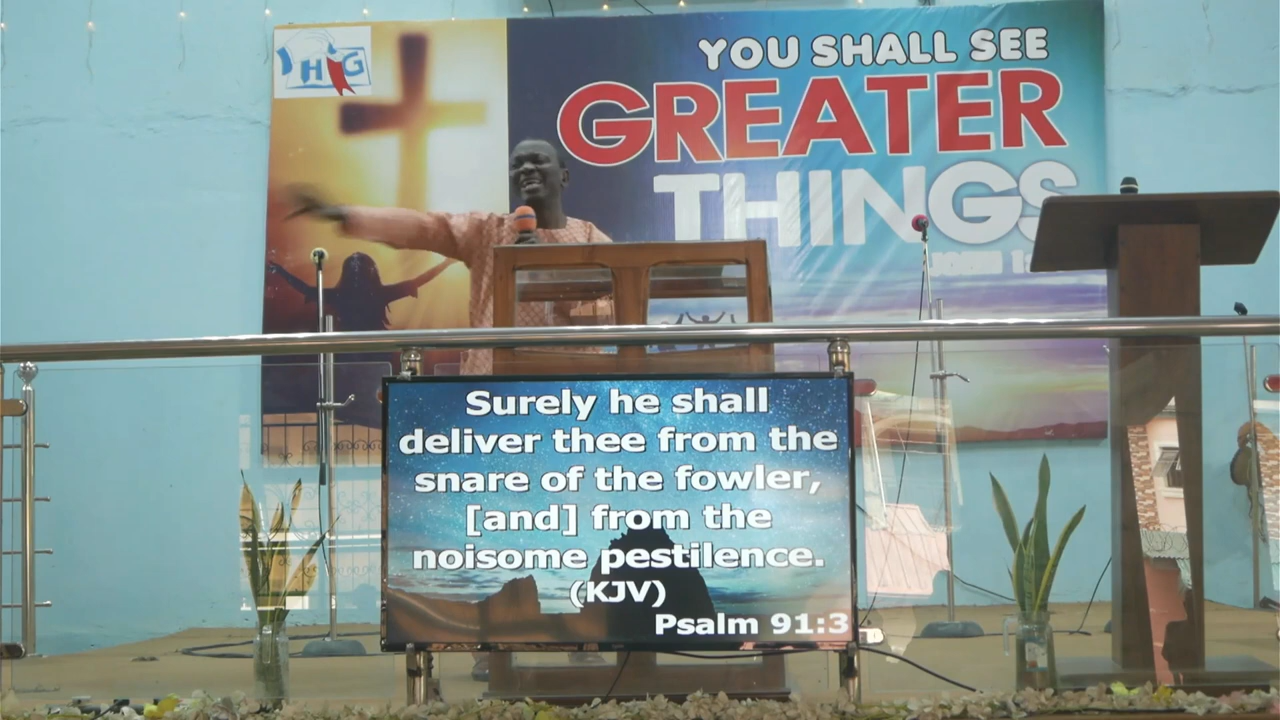 HG
YOU SHALL SEE
GREATER
THINGS
Surely he shall
deliver thee from the
snare of the fowler,
[and] from the
noisome pestilence.
(KJV)
Psalm 91:3